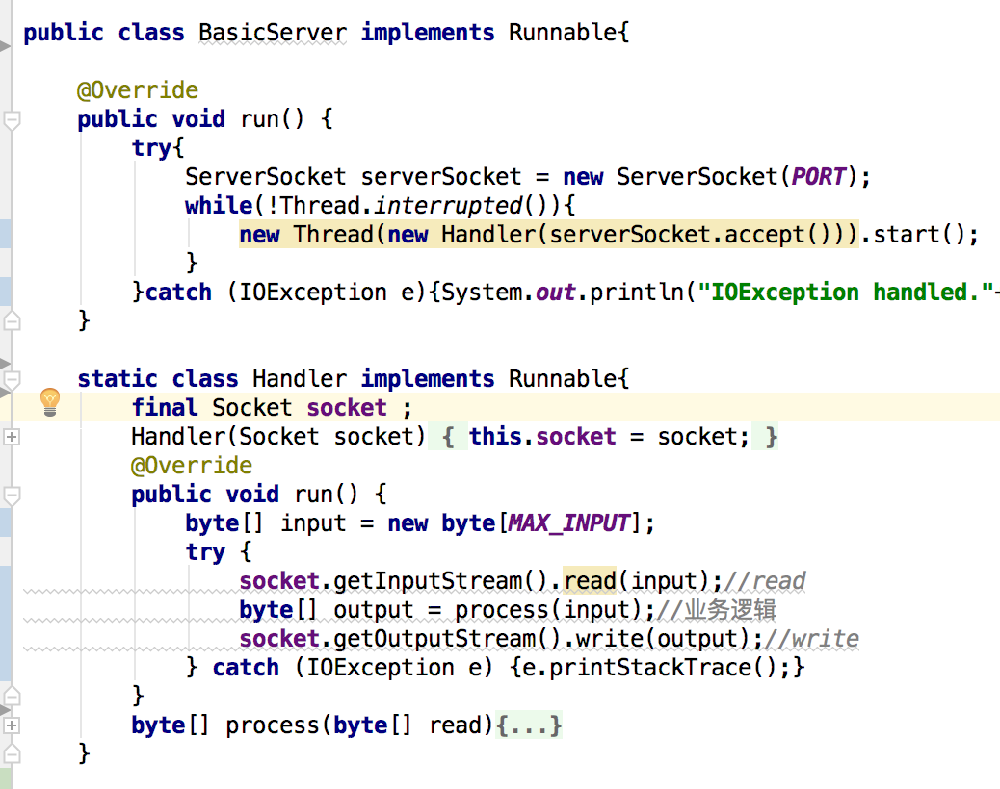 public class BasicServer implements Runnable{
@Override
public void run() {
try{
ServerSocket serverSocket = new ServerSocket(PORT);
while(!Thread.interrupted()){
new Thread(new Handler(serverSocket.accept())).start();
}
}catch (IOException e){System.out.println("IOException handled."
}
static class Handler implements Runnable{
final Socket socket ;
Handler(Socket socket) { this.socket = socket; }
@Override
public void run() {
byte[] input = new byte[MAX_INPUT];
try {
socket.getInputStream().read(input);//read
byte[] output = process(input);//业务逻辑
socket.getOutputStream().write(output);//write
} catch (IOException e) {e.printStackTrace();}
}
byte[] process(byte[] read){...}
}